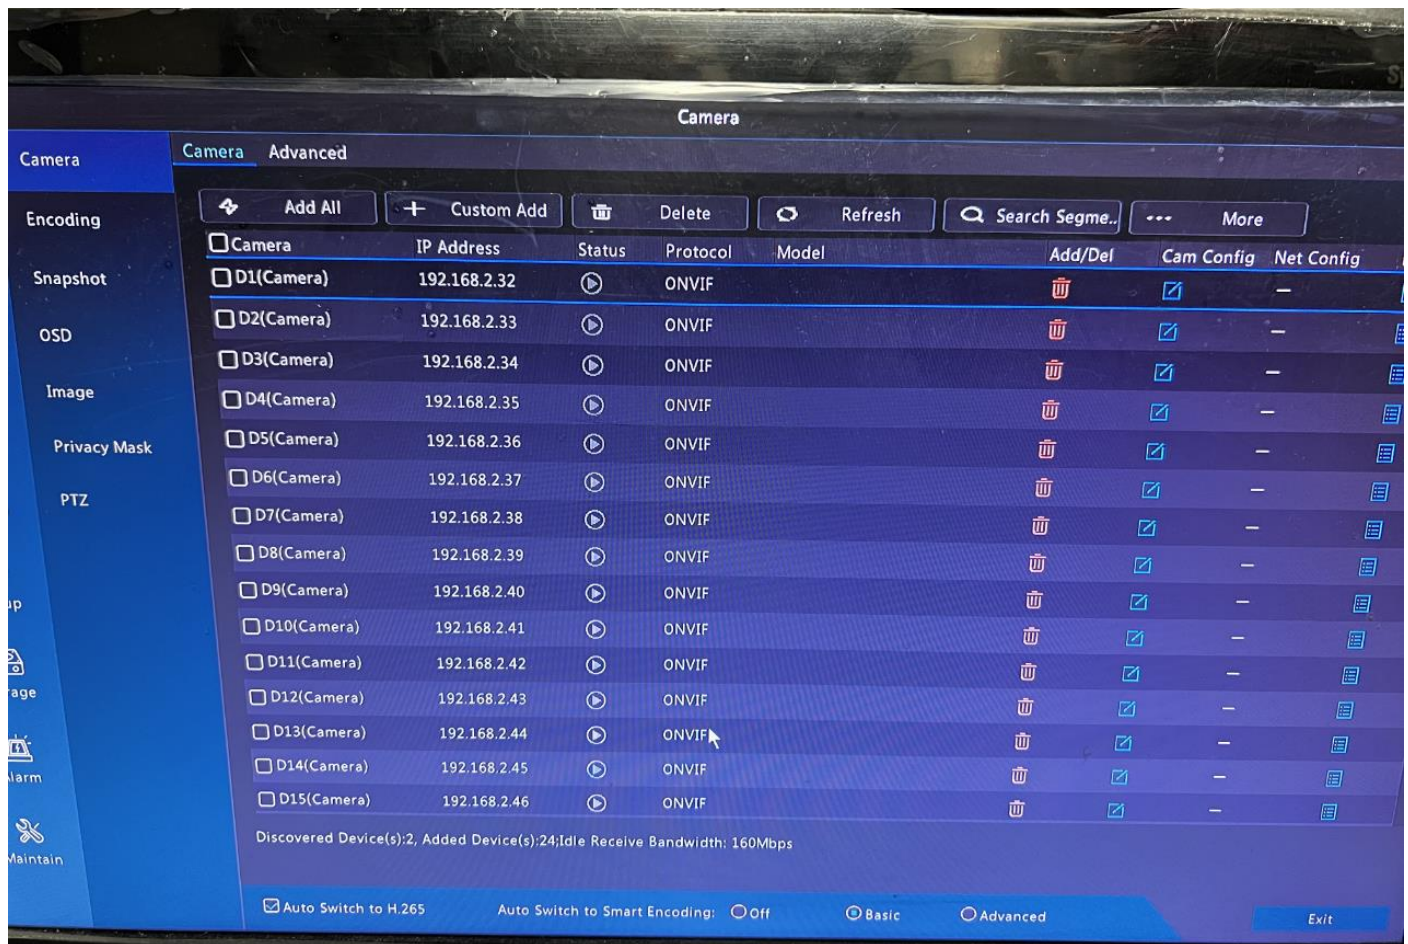 Camera
Camera
Encoding
Snapshot
OSD
Image
Privacy Mask
PTZ
Maintain
Camera Advanced
Add All Custom Add Delete Refresh Search Segme.. More
Camera IP Address Status Protocol Model Add/Del Cam Config Net Config
D1(Camera) 192.168.2.32 ONVIF
D2(Camera) 192.168.2.33 ONVIF
D3(Camera) 192.168.2.34 ONVIF
D4(Camera) 192.168.2.35 ONVIF
D5(Camera) 192.168.2.36 ONVIF
D6(Camera) 192.168.2.37 ONVIF
D7(Camera) 192.168.2.38 ONVIF
D8(Camera) 192.168.2.39 ONVIF
D9(Camera) 192.168.2.40 ONVIF
D10(Camera) 192.168.2.41 ONVIF
D11(Camera) 192.168.2.42 ONVIF
D12(Camera) 192.168.2.43 ONVIF
D13(Camera) 192.168.2.44 ONVIF
D14(Camera) 192.168.2.45 ONVIF
D15(Camera) 192.168.2.46 ONVIF
Discovered Device(s):2, Added Device(s):24;Idle Receive Bandwidth: 160Mbps
Auto Switch to H.265 Auto Switch to Smart Encoding: Off Basic Advanced Exit